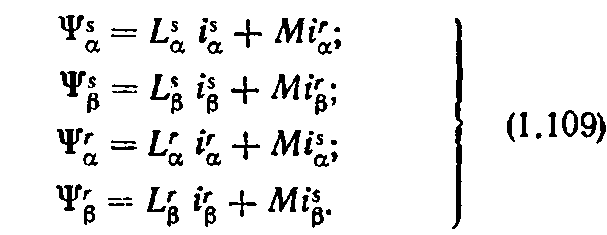 Ψ^s_α = L^s_α i^s_α + Mi^r_α;
Ψ^s_β = L^s_β i^s_β + Mi^r_β;
Ψ^r_α = L^r_α i^r_α + Mi^s_α;
Ψ^r_β = L^r_β i^r_β + Mi^s_β.
(1.109)